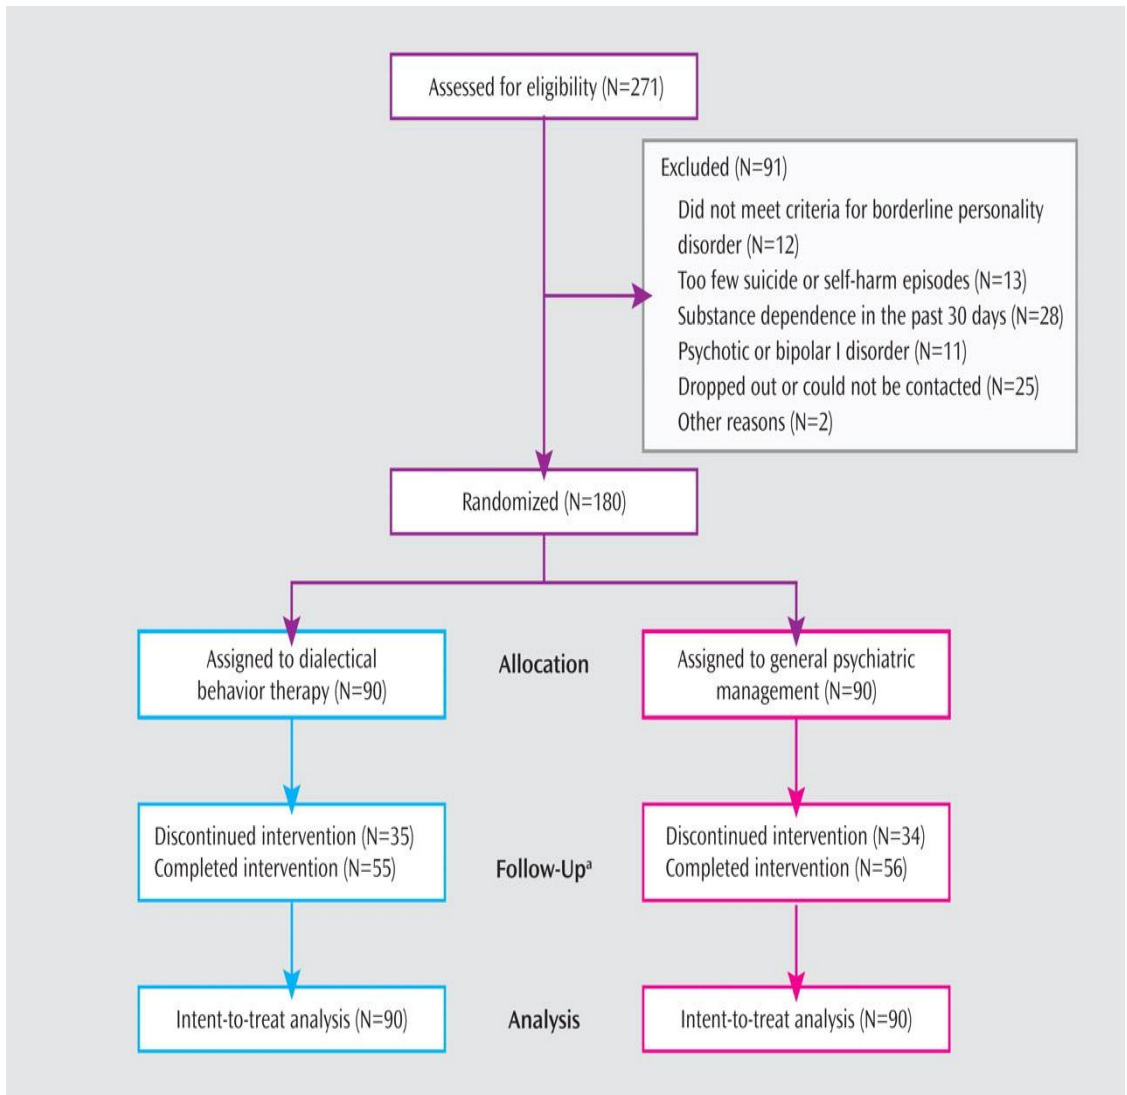 Assessed for eligibility (N=271)
Excluded (N=91)
Did not meet criteria for borderline personality
disorder (N=12)
Too few suicide or self-harm episodes (N=13)
Substance dependence in the past 30 days (N=28)
Psychotic or bipolar I disorder (N=11)
Dropped out or could not be contacted (N=25)
Other reasons (N=2)
Randomized (N=180)
Assigned to dialectical
behavior therapy (N=90)
Allocation
Assigned to general psychiatric
management (N=90)
Discontinued intervention (N=35)
Completed intervention (N=55)
Follow-Upᵃ
Discontinued intervention (N=34)
Completed intervention (N=56)
Intent-to-treat analysis (N=90)
Analysis
Intent-to-treat analysis (N=90)